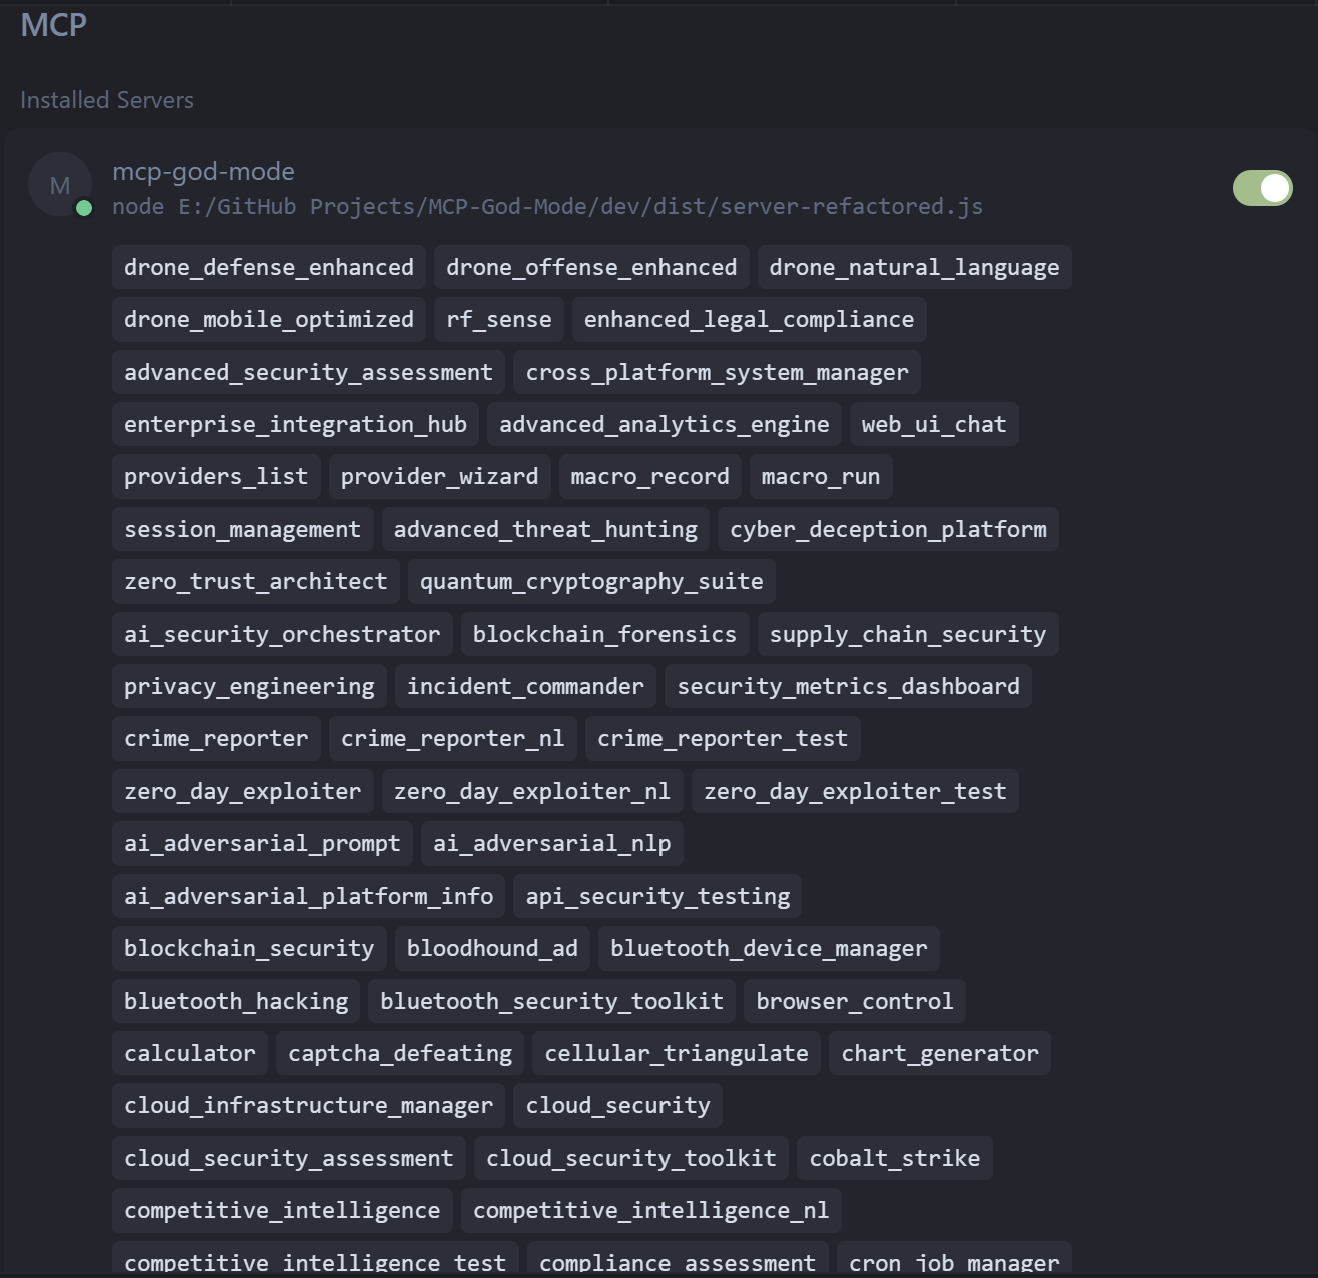 MCP
Installed Servers
M
mcp-god-mode
node E:/GitHub Projects/MCP-God-Mode/dev/dist/server-refactored.js
drone_defense_enhanced drone_offense_enhanced drone_natural_language
drone_mobile_optimized rf_sense enhanced_legal_compliance
advanced_security_assessment cross_platform_system_manager
enterprise_integration_hub advanced_analytics_engine web_ui_chat
providers_list provider_wizard macro_record macro_run
session_management advanced_threat_hunting cyber_deception_platform
zero_trust_architect quantum_cryptography_suite
ai_security_orchestrator blockchain_forensics supply_chain_security
privacy_engineering incident_commander security_metrics_dashboard
crime_reporter crime_reporter_nl crime_reporter_test
zero_day_exploiter zero_day_exploiter_nl zero_day_exploiter_test
ai_adversarial_prompt ai_adversarial_nlp
ai_adversarial_platform_info api_security_testing
blockchain_security bloodhound_ad bluetooth_device_manager
bluetooth_hacking bluetooth_security_toolkit browser_control
calculator captcha_defeating cellular_triangulate chart_generator
cloud_infrastructure_manager cloud_security
cloud_security_assessment cloud_security_toolkit cobalt_strike
competitive_intelligence competitive_intelligence_nl
competitive_intelligence_test compliance_assessment cron_job_manager